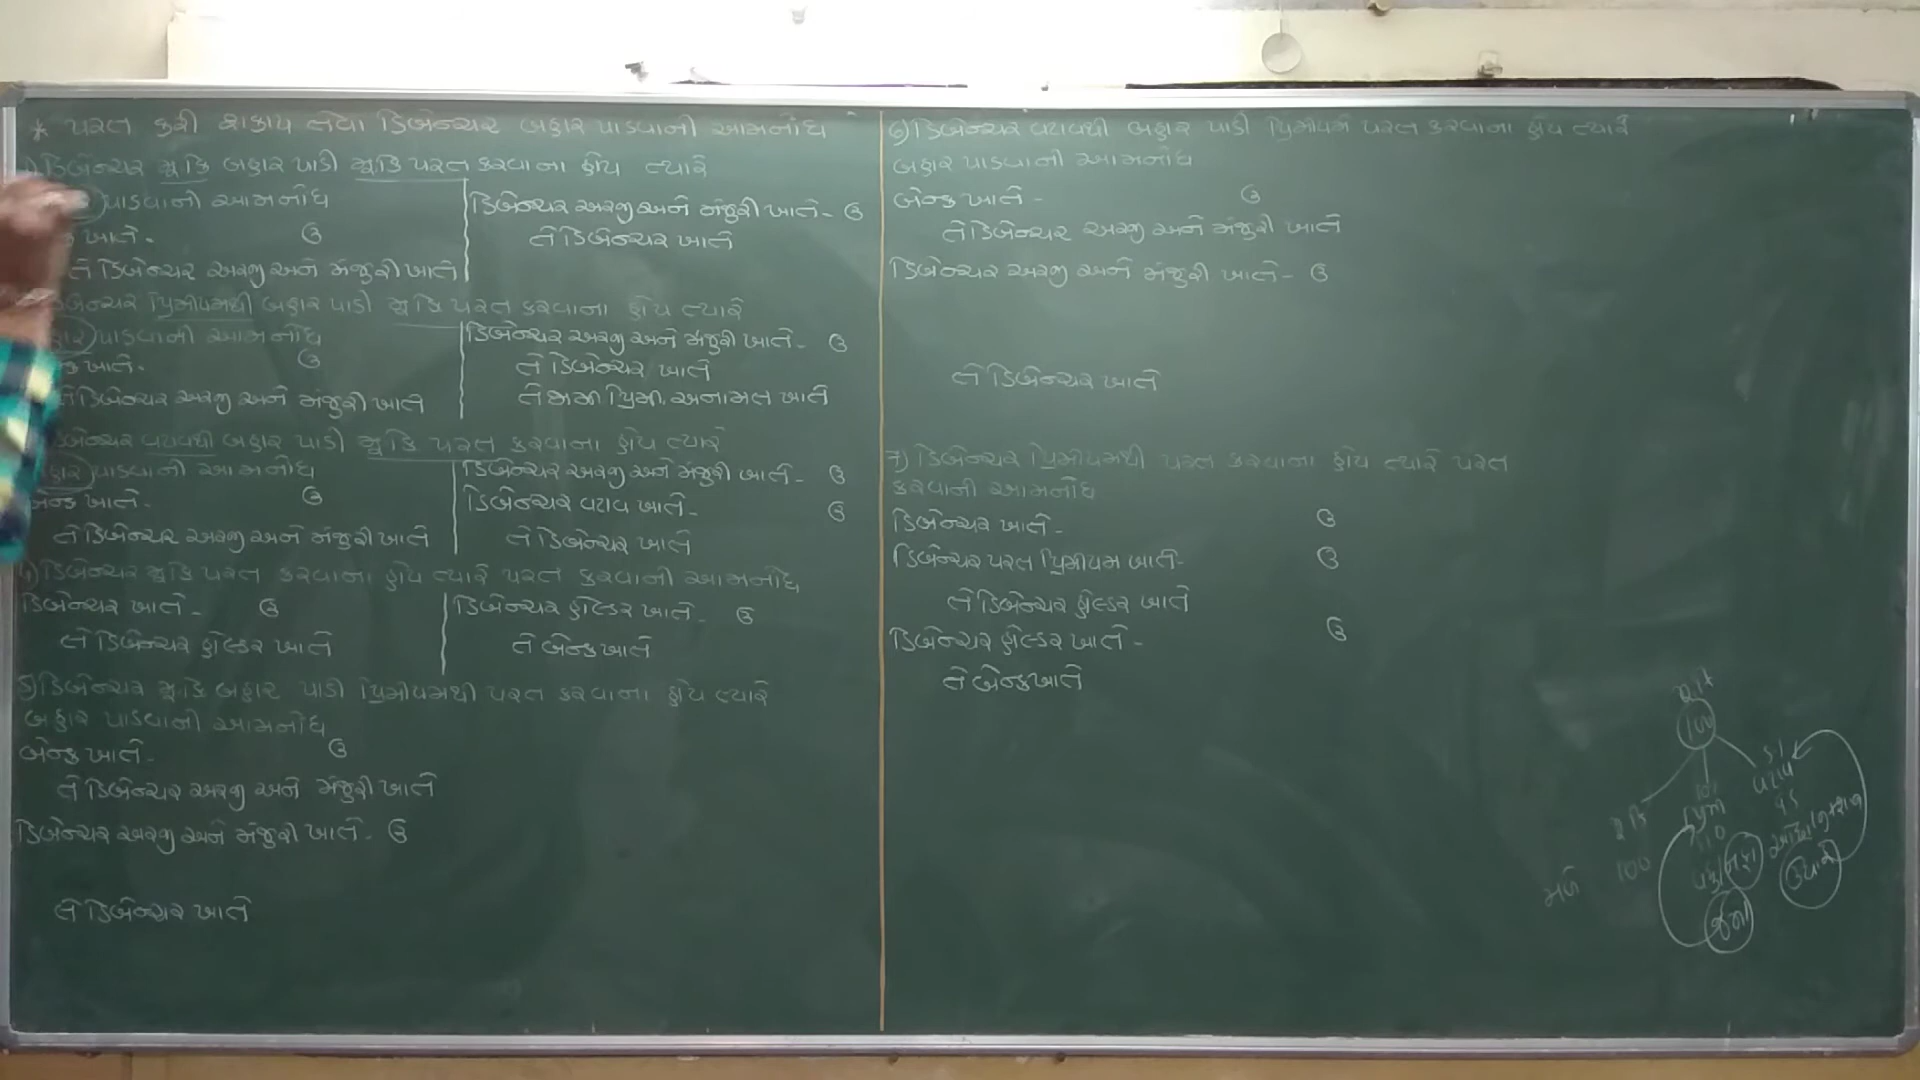 * પરત કરી શકાય તેવા ડિબેન્ચર બહાર પાડવાની આમનોંધ
ડિબેન્ચર મૂકિ બહાર પાડી મૂકિ પરત કરવાના હોય ત્યારે
પાડવાની આમનોંધ
ખાતે - ઉ
તે ડિબેન્ચર અરજી અને મંજુરી ખાતે
ડિબેન્ચર અરજી અને મંજુરી ખાતે - ઉ
તે ડિબેન્ચર ખાતે
ડિબેન્ચર પ્રિમીયમથી બહાર પાડી મૂકિ પરત કરવાના હોય ત્યારે
પાડવાની આમનોંધ
ખાતે - ઉ
તે ડિબેન્ચર અરજી અને મંજુરી ખાતે
ડિબેન્ચર અરજી અને મંજુરી ખાતે - ઉ
તે ડિબેન્ચર ખાતે
તે જામી પ્રિમી. અનામત ખાતે
ડિબેન્ચર વટાવથી બહાર પાડી મૂકિ પરત કરવાના હોય ત્યારે
પાડવાની આમનોંધ
બેન્ક ખાતે - ઉ
તે ડિબેન્ચર અરજી અને મંજુરી ખાતે
ડિબેન્ચર અરજી અને મંજુરી ખાતે - ઉ
ડિબેન્ચર વટાવ ખાતે - ઉ
તે ડિબેન્ચર ખાતે
૪) ડિબેન્ચર મૂકિ પરત કરવાના હોય ત્યારે પરત કરવાની આમનોંધ
ડિબેન્ચર ખાતે - ઉ
તે ડિબેન્ચર હોલ્ડર ખાતે
ડિબેન્ચર હોલ્ડર ખાતે - ઉ
તે બેન્ક ખાતે
5) ડિબેન્ચર મૂકિ બહાર પાડી પ્રિમીયમથી પરત કરવાના હોય ત્યારે
બહાર પાડવાની આમનોંધ
બેન્ક ખાતે - ઉ
તે ડિબેન્ચર અરજી અને મંજુરી ખાતે
ડિબેન્ચર અરજી અને મંજુરી ખાતે - ઉ
તે ડિબેન્ચર ખાતે
6) ડિબેન્ચર વટાવથી બહાર પાડી પ્રિમીયમે પરત કરવાના હોય ત્યારે
બહાર પાડવાની આમનોંધ
બેન્ક ખાતે - ઉ
તે ડિબેન્ચર અરજી અને મંજુરી ખાતે
ડિબેન્ચર અરજી અને મંજુરી ખાતે - ઉ
તે ડિબેન્ચર ખાતે
7) ડિબેન્ચર પ્રિમીયમથી પરત કરવાના હોય ત્યારે પરત
કરવાની આમનોંધ
ડિબેન્ચર ખાતે - ઉ
ડિબેન્ચર પરત પ્રિમીયમ ખાતે - ઉ
તે ડિબેન્ચર હોલ્ડર ખાતે
ડિબેન્ચર હોલ્ડર ખાતે - ઉ
તે બેન્ક ખાતે
100
વટાવ
મળે 100
નફા
ઉધાર
જમા